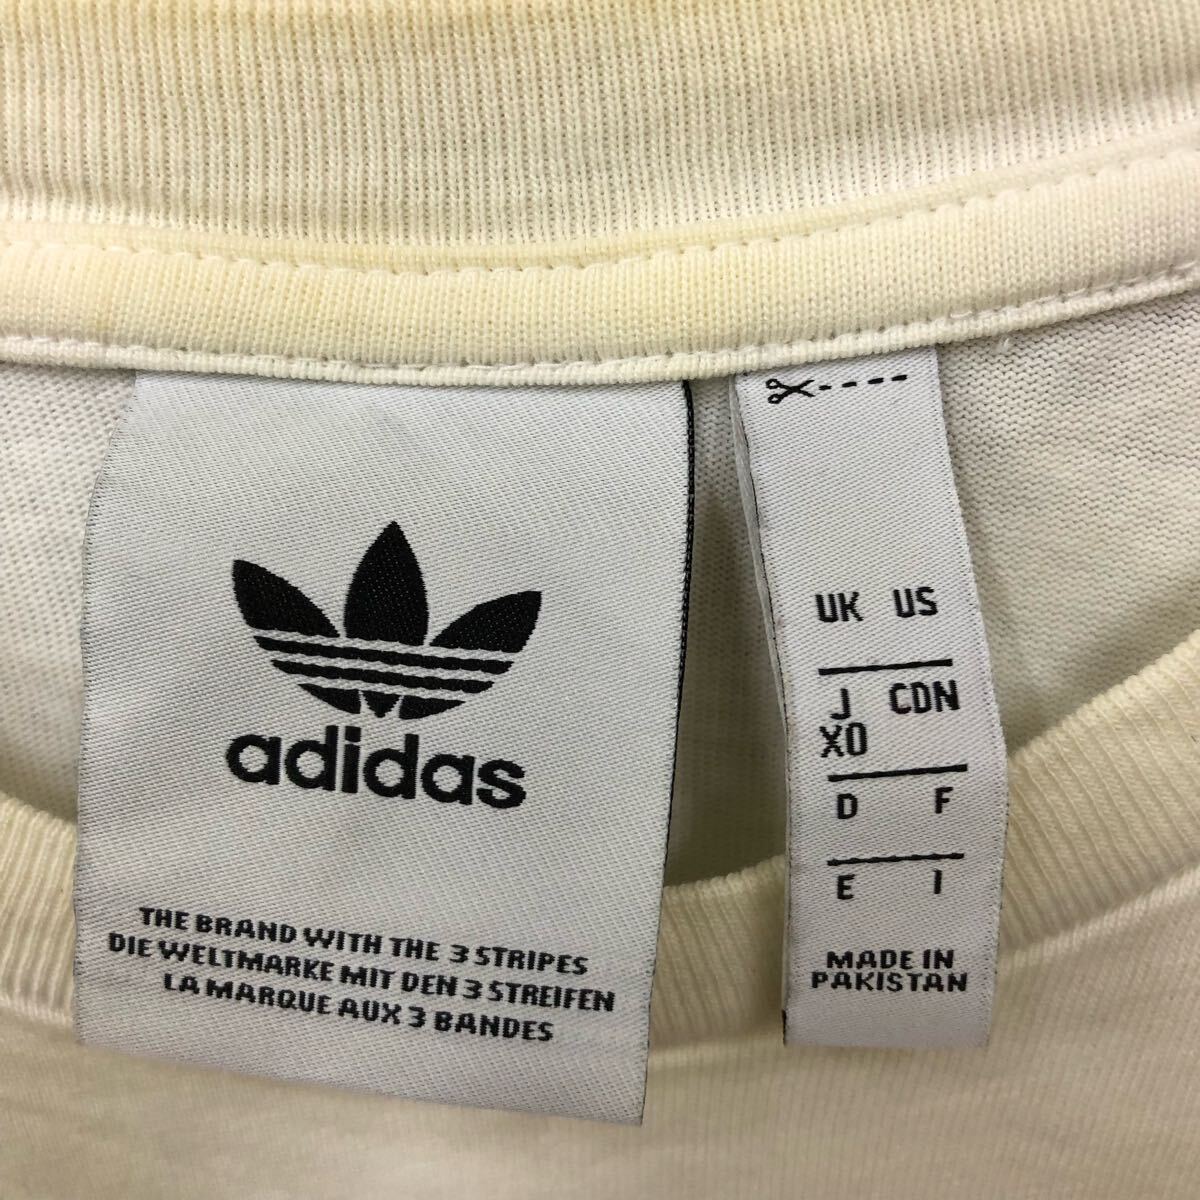 adidas
THE BRAND WITH THE 3 STRIPES
DIE WELTMARKE MIT DEN 3 STREIFEN
LA MARQUE AUX 3 BANDES
UK US
J CDN
XO
D F
E I
MADE IN
PAKISTAN